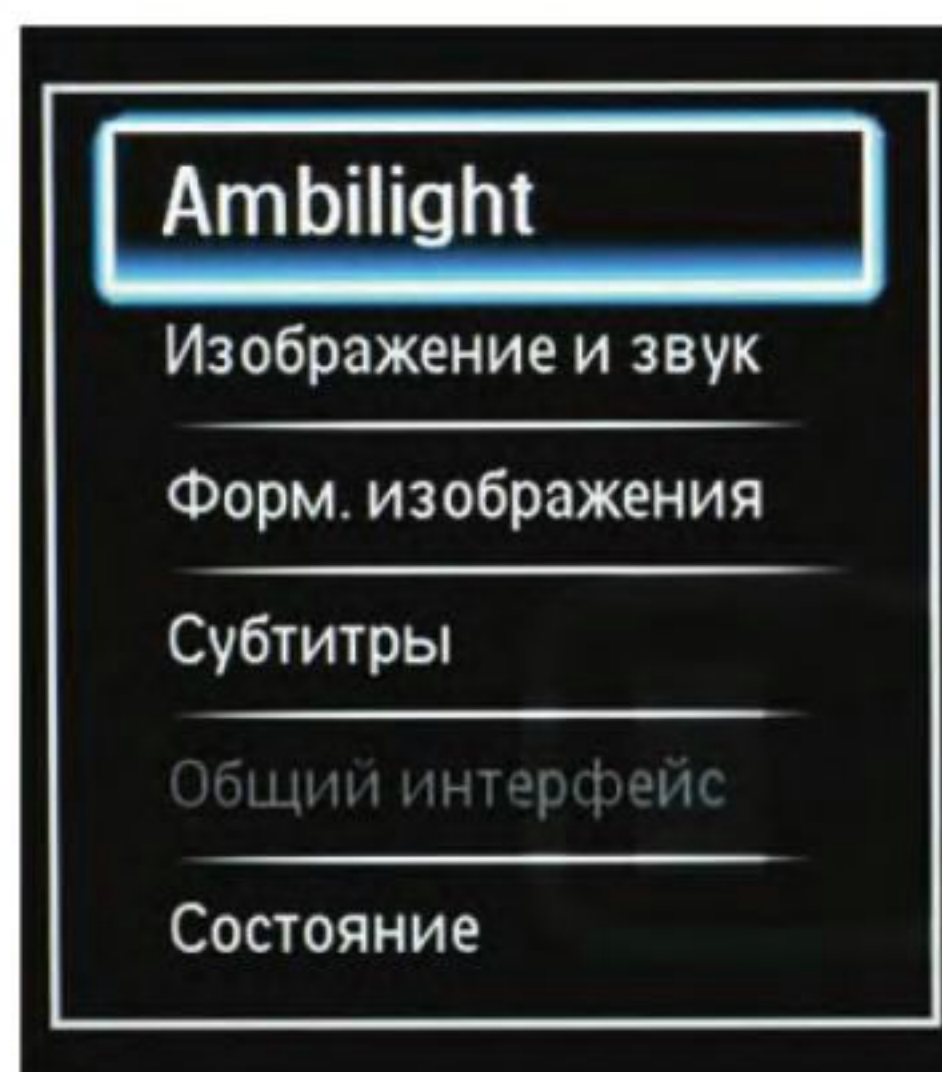 Ambilight
Изображение и звук
Форм. изображения
Субтитры
Общий интерфейс
Состояние